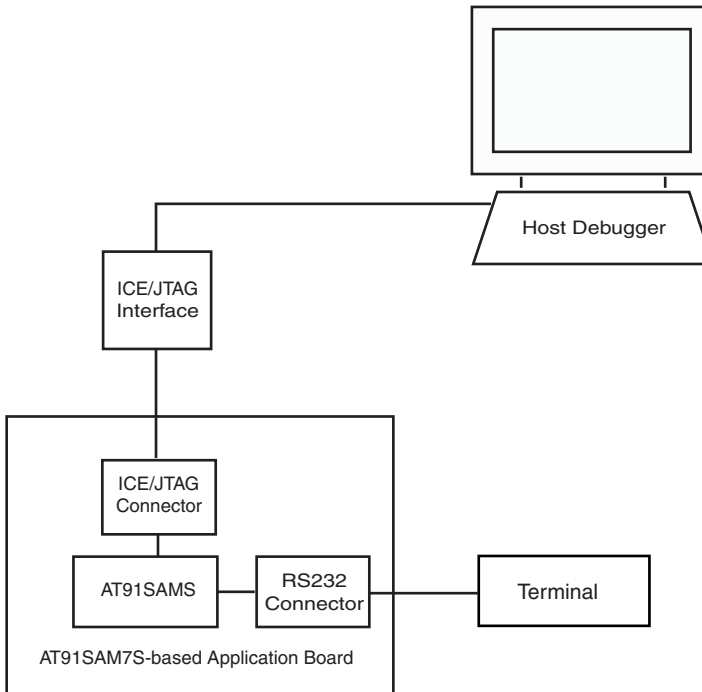 Host Debugger
ICE/JTAG
Interface
ICE/JTAG
Connector
AT91SAMS
RS232
Connector
Terminal
AT91SAM7S-based Application Board